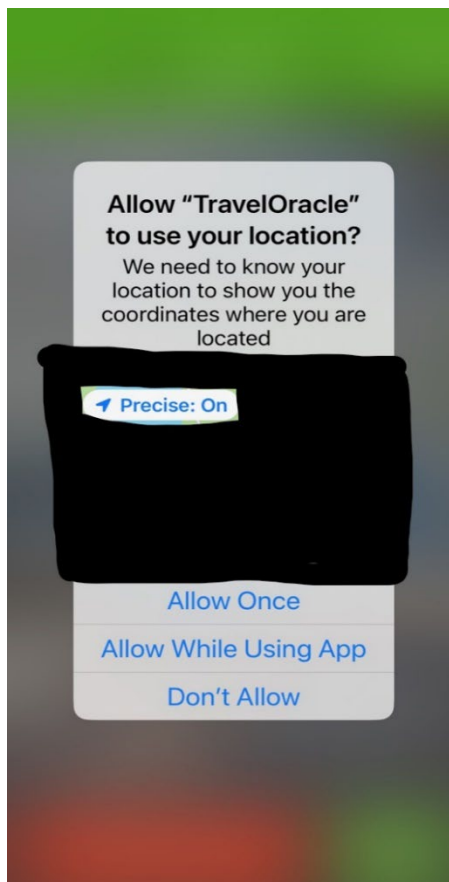 Allow “TravelOracle”
to use your location?
We need to know your
location to show you the
coordinates where you are
located
Precise: On
Allow Once
Allow While Using App
Don’t Allow